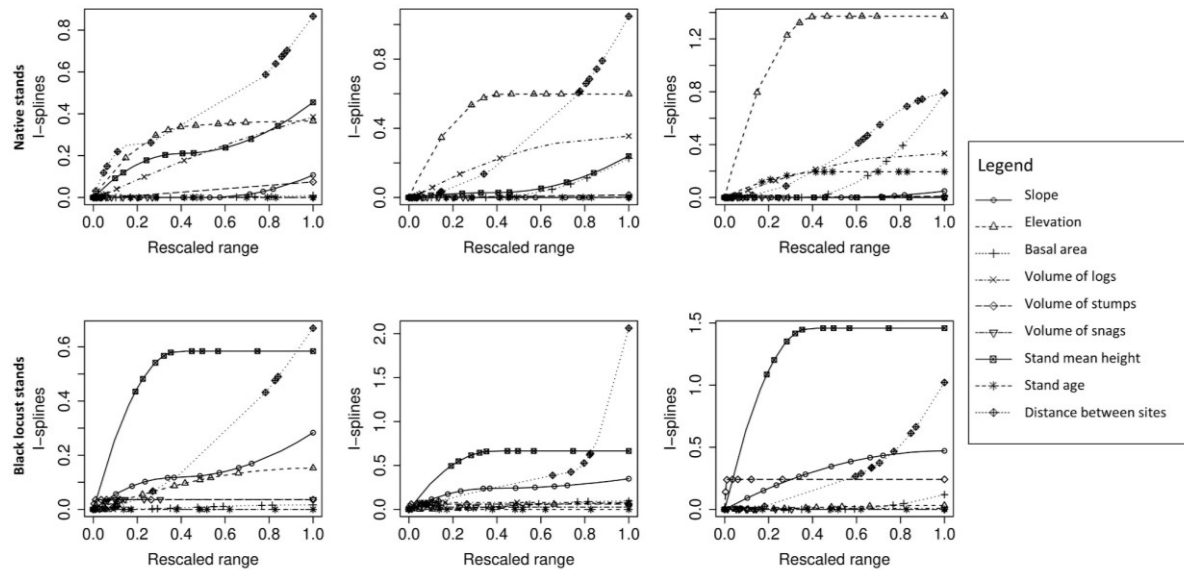 Native stands
I−splines
0.0 0.2 0.4 0.6 0.8
0.0 0.2 0.4 0.6 0.8 1.0
Rescaled range
I−splines
0.0 0.4 0.8
0.0 0.2 0.4 0.6 0.8 1.0
Rescaled range
I−splines
0.0 0.4 0.8 1.2
0.0 0.2 0.4 0.6 0.8 1.0
Rescaled range
Legend
Slope
Elevation
Basal area
Volume of logs
Volume of stumps
Volume of snags
Stand mean height
Stand age
Distance between sites
Black locust stands
I−splines
0.0 0.2 0.4 0.6
0.0 0.2 0.4 0.6 0.8 1.0
Rescaled range
I−splines
0.0 0.5 1.0 1.5 2.0
0.0 0.2 0.4 0.6 0.8 1.0
Rescaled range
I−splines
0.0 0.5 1.0 1.5
0.0 0.2 0.4 0.6 0.8 1.0
Rescaled range